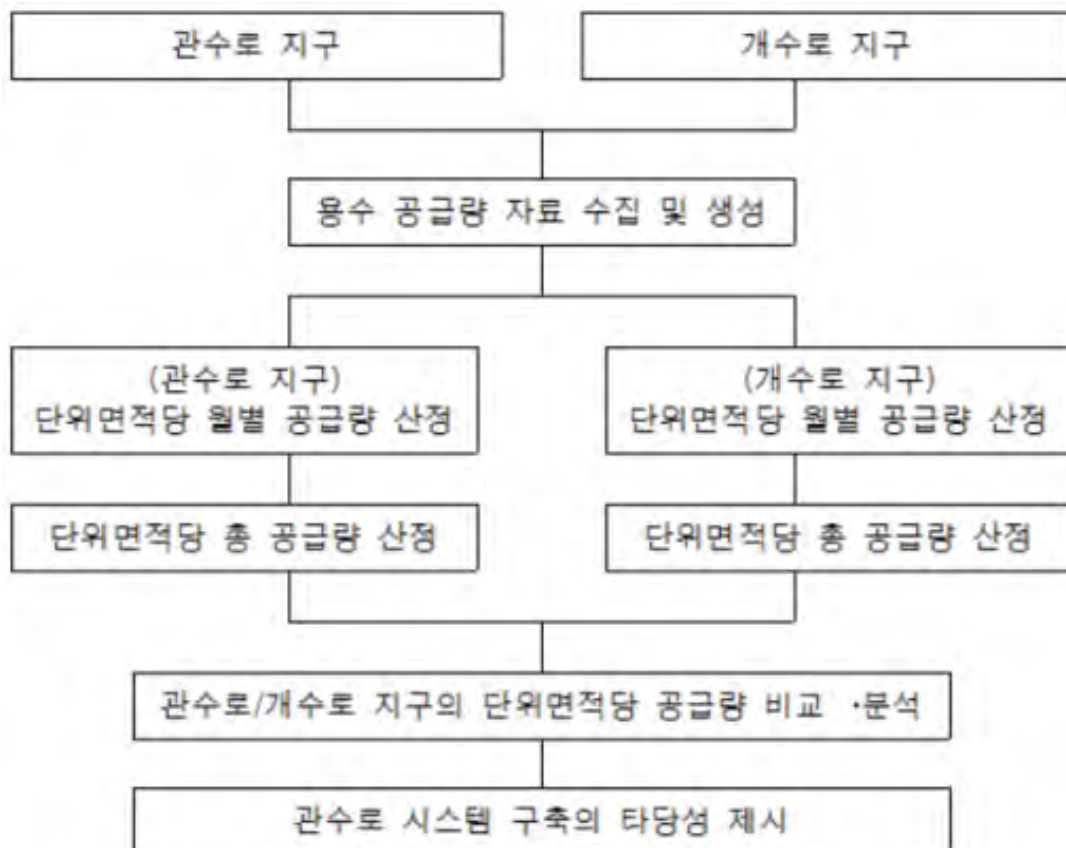 관수로 지구
개수로 지구
용수 공급량 자료 수집 및 생성
(관수로 지구)
단위면적당 월별 공급량 산정
(개수로 지구)
단위면적당 월별 공급량 산정
단위면적당 총 공급량 산정
단위면적당 총 공급량 산정
관수로/개수로 지구의 단위면적당 공급량 비교 ·분석
관수로 시스템 구축의 타당성 제시